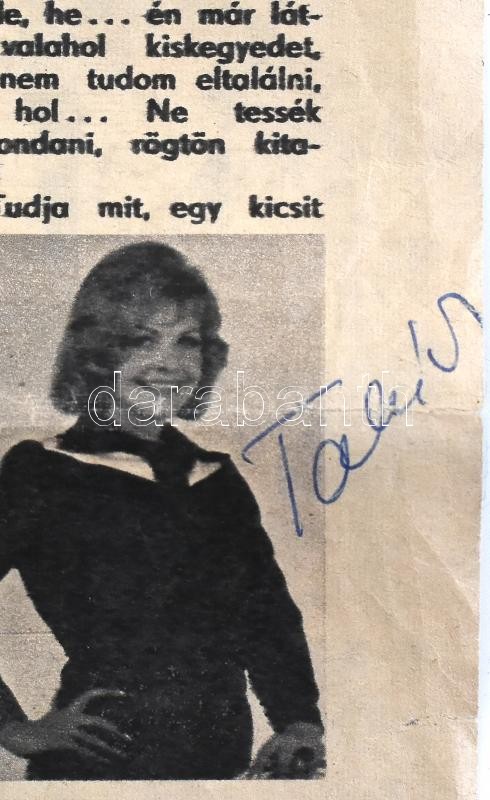 le, he... én már lát-
valahol kiskegyedet,
nem tudom eltalálni,
hol... Ne tessék
ondani, rögtön kita-
Tudja mit, egy kicsit
darabanth